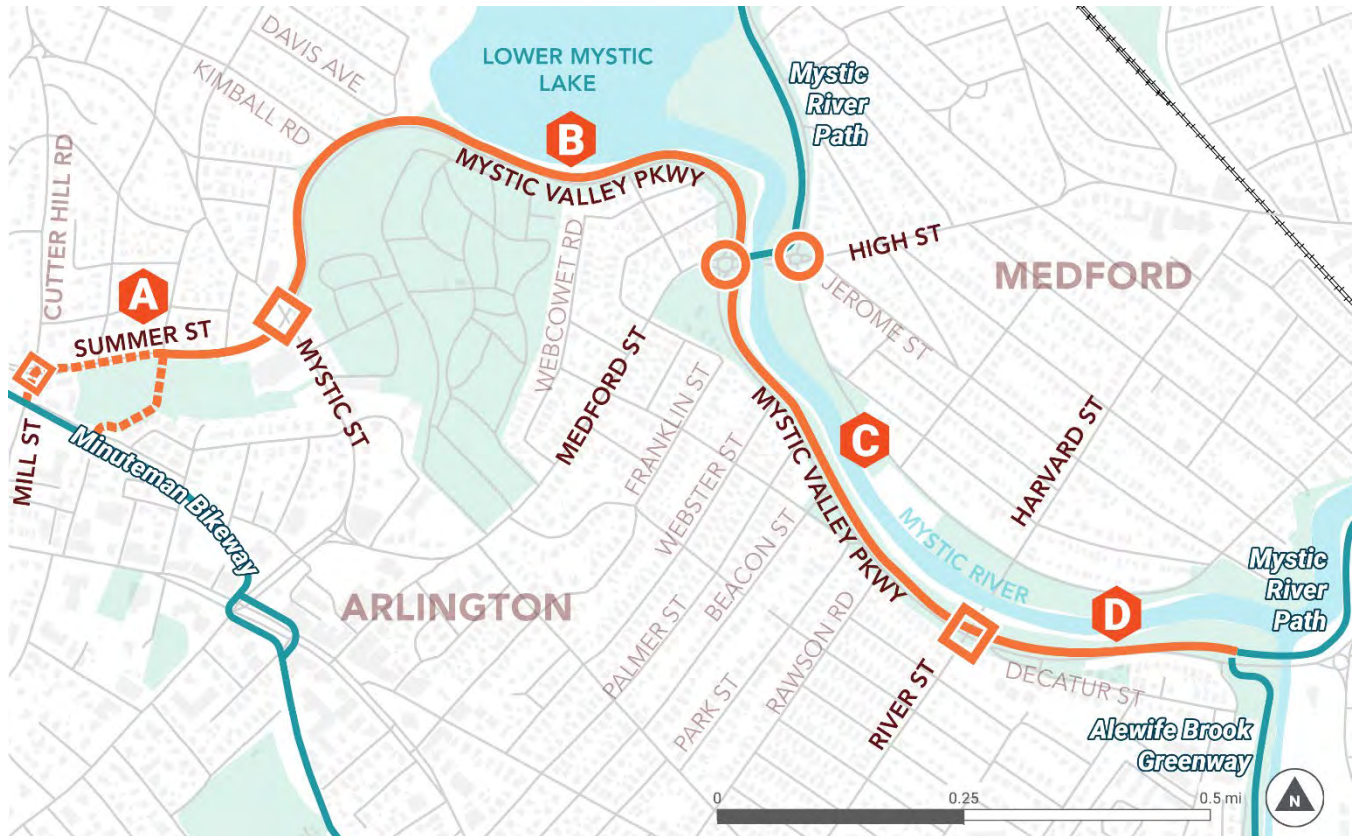 DAVIS AVE
KIMBALL RD
LOWER MYSTIC
LAKE
Mystic
River
Path
B
MYSTIC VALLEY PKWY
CUTTER HILL RD
A
SUMMER ST
MYSTIC ST
WEBCOWET RD
HIGH ST
MEDFORD
JEROME ST
MILL ST
Minuteman Bikeway
MEDFORD ST
FRANKLIN ST
WEBSTER ST
MYSTIC VALLEY PKWY
C
HARVARD ST
BEACON ST
MYSTIC RIVER
ARLINGTON
PALMER ST
PARK ST
RAWSON RD
RIVER ST
D
Mystic
River
Path
DECATUR ST
Alewife Brook
Greenway
0
0.25
0.5 mi
N